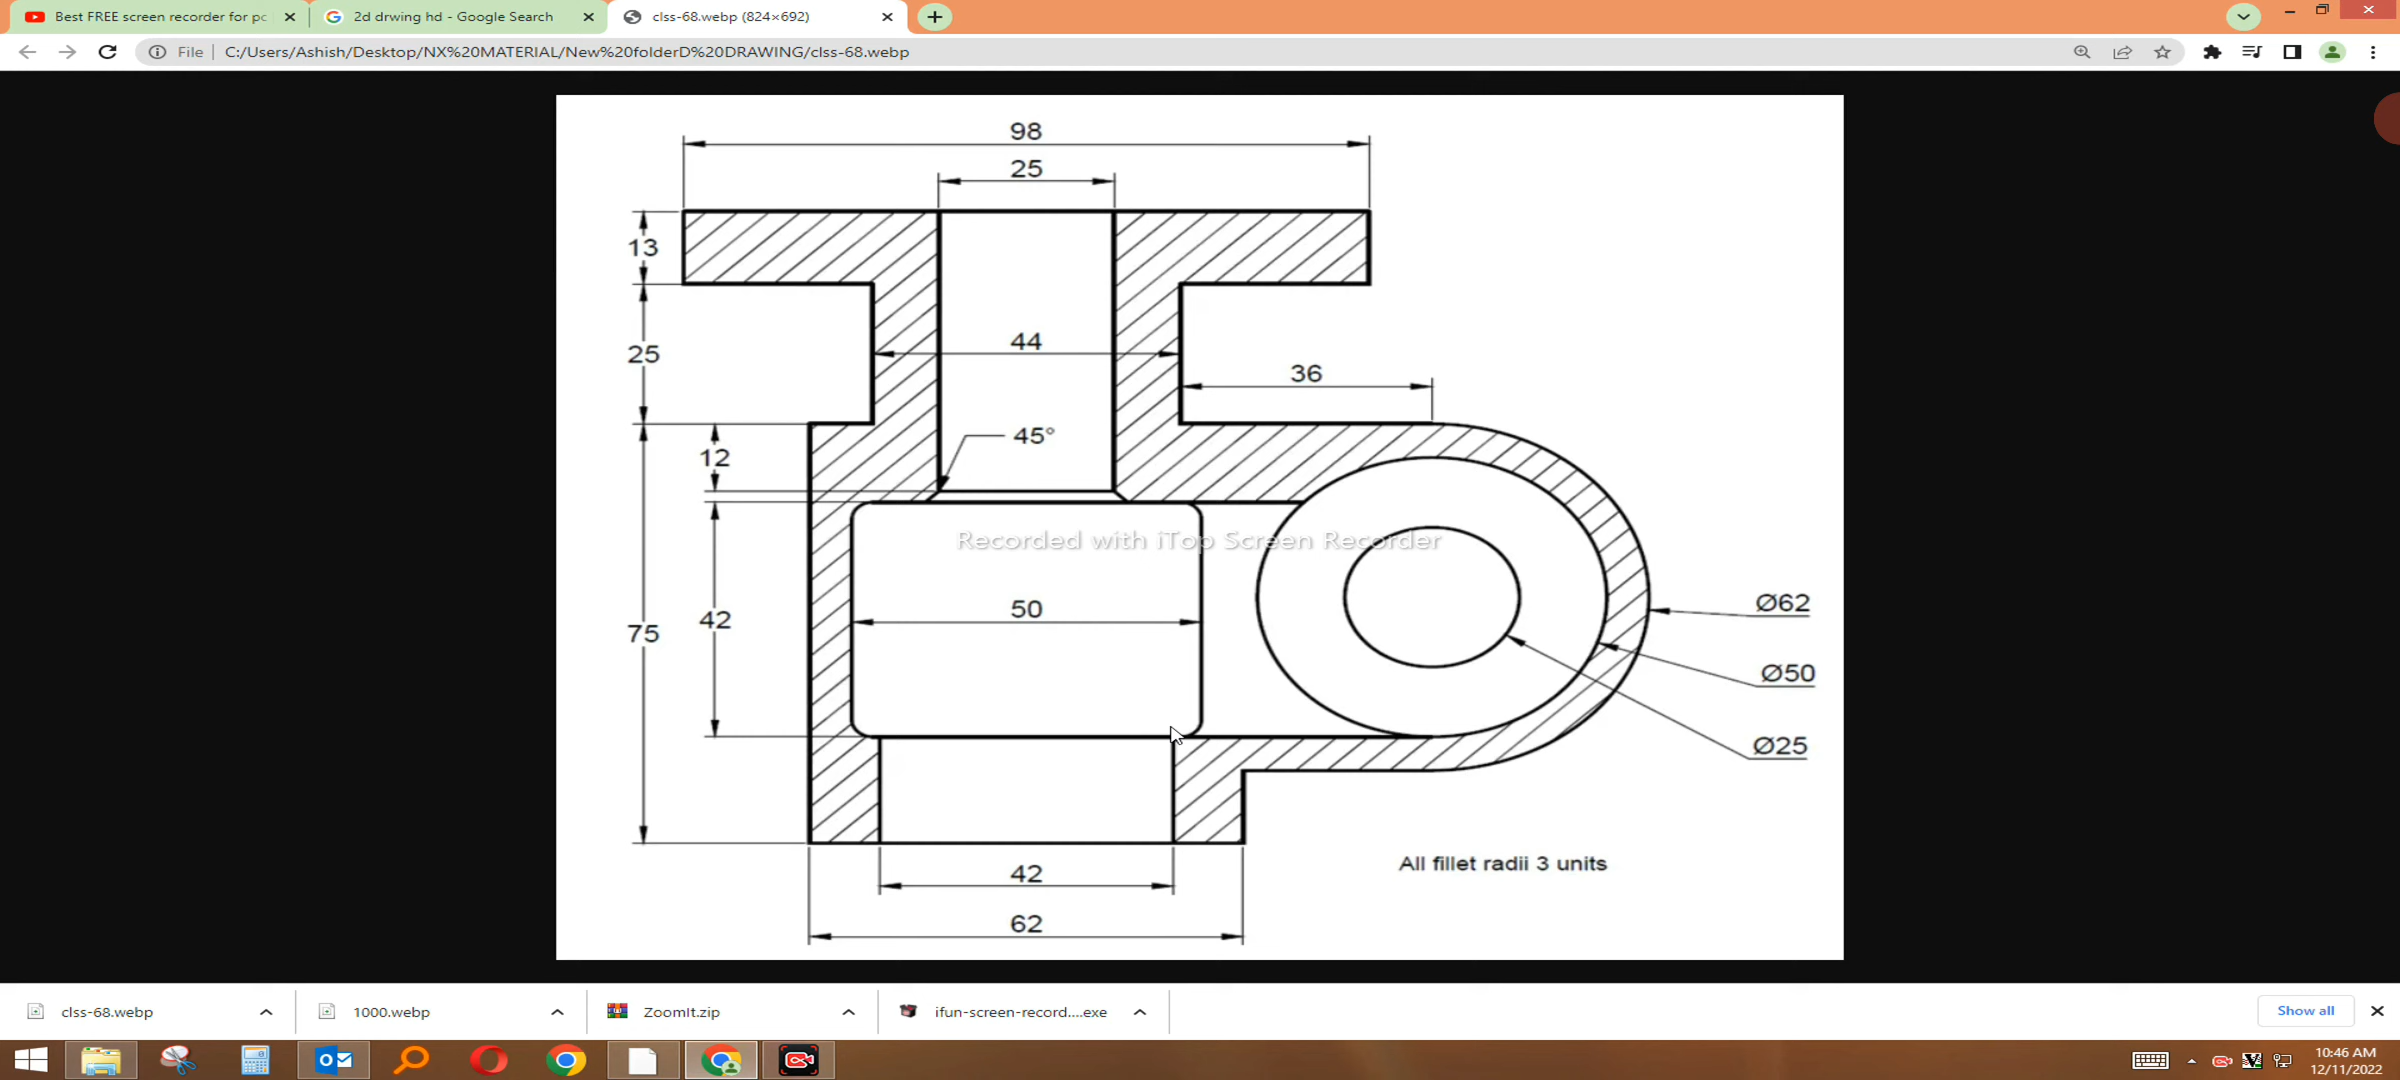 Best FREE screen recorder for pc
2d drwing hd - Google Search
clss-68.webp (824×692)
File
C:/Users/Ashish/Desktop/NX%20MATERIAL/New%20folderD%20DRAWING/clss-68.webp
98
25
13
44
25
36
45°
12
Recorded with iTop Screen Recorder
Ø62
50
42
75
Ø50
Ø25
All fillet radii 3 units
42
62
clss-68.webp
1000.webp
ZoomIt.zip
ifun-screen-record....exe
Show all
10:46 AM
12/11/2022